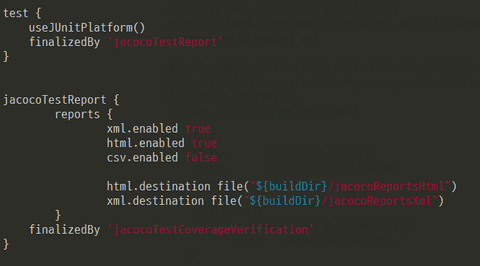 test {
    useJUnitPlatform()
    finalizedBy 'jacocoTestReport'
}
jacocoTestReport {
        reports {
                xml.enabled true
                html.enabled true
                csv.enabled false
                html.destination file("${buildDir}/jacocoReportsHtml")
                xml.destination file("${buildDir}/jacocoReportsXml")
        }
    finalizedBy 'jacocoTestCoverageVerification'
}